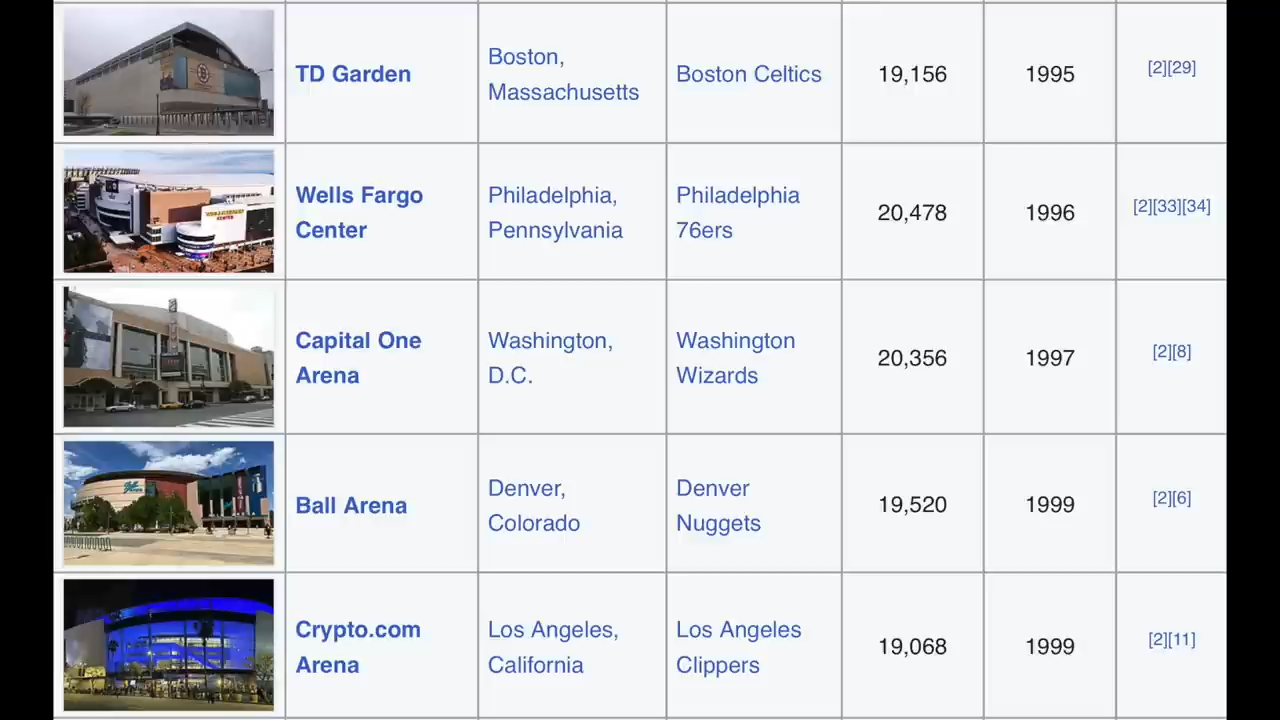 TD Garden
Boston,
Massachusetts
Boston Celtics
19,156
1995
[2][29]
Wells Fargo
Center
Philadelphia,
Pennsylvania
Philadelphia
76ers
20,478
1996
[2][33][34]
Capital One
Arena
Washington,
D.C.
Washington
Wizards
20,356
1997
[2][8]
Ball Arena
Denver,
Colorado
Denver
Nuggets
19,520
1999
[2][6]
Crypto.com
Arena
Los Angeles,
California
Los Angeles
Clippers
19,068
1999
[2][11]